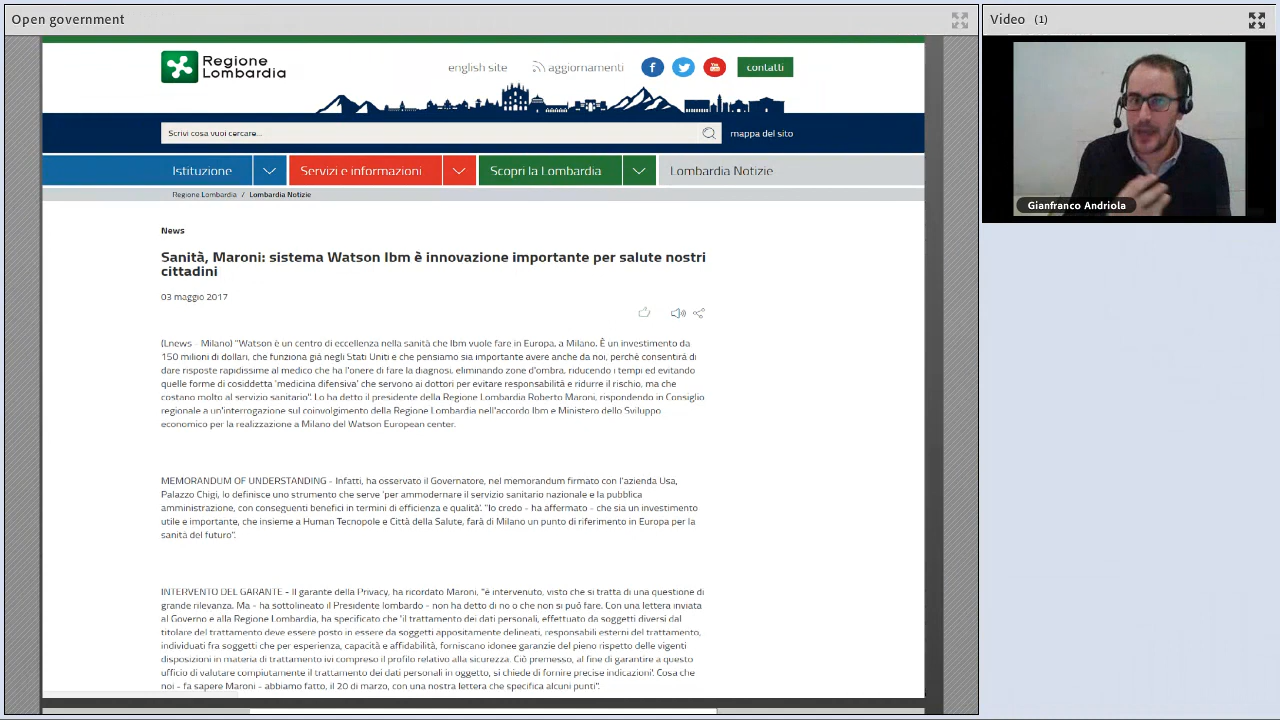 Open government
Video (1)
Regione
Lombardia
english site
aggiornamenti
contatti
Scrivi cosa vuoi cercare...
mappa del sito
Istituzione
Servizi e informazioni
Scopri la Lombardia
Lombardia Notizie
Regione Lombardia / Lombardia Notizie
Gianfranco Andriola
News
Sanità, Maroni: sistema Watson Ibm è innovazione importante per salute nostri
cittadini
03 maggio 2017
(Lnews - Milano) "Watson è un centro di eccellenza nella sanità che Ibm vuole fare in Europa, a Milano. È un investimento da
150 milioni di dollari, che funziona già negli Stati Uniti e che pensiamo sia importante avere anche da noi, perché consentirà di
dare risposte rapidissime al medico che ha l'onere di fare la diagnosi, eliminando zone d'ombra, riducendo i tempi ed evitando
quelle forme di cosiddetta 'medicina difensiva' che servono ai dottori per evitare responsabilità e ridurre il rischio, ma che
costano molto al servizio sanitario". Lo ha detto il presidente della Regione Lombardia Roberto Maroni, rispondendo in Consiglio
regionale a un'interrogazione sul coinvolgimento della Regione Lombardia nell'accordo Ibm e Ministero dello Sviluppo
economico per la realizzazione a Milano del Watson European center.
MEMORANDUM OF UNDERSTANDING - Infatti, ha osservato il Governatore, nel memorandum firmato con l'azienda Usa,
Palazzo Chigi, lo definisce uno strumento che serve 'per ammodernare il servizio sanitario nazionale e la pubblica
amministrazione, con conseguenti benefici in termini di efficienza e qualità'. "Io credo - ha affermato - che sia un investimento
utile e importante, che insieme a Human Tecnopole e Città della Salute, farà di Milano un punto di riferimento in Europa per la
sanità del futuro".
INTERVENTO DEL GARANTE - Il garante della Privacy, ha ricordato Maroni, "è intervenuto, visto che si tratta di una questione di
grande rilevanza. Ma - ha sottolineato il Presidente lombardo - non ha detto di no o che non si può fare. Con una lettera inviata
al Governo e alla Regione Lombardia, ha specificato che 'il trattamento dei dati personali, effettuato da soggetti diversi dal
titolare del trattamento deve essere posto in essere da soggetti appositamente delineati, responsabili esterni del trattamento,
individuati fra soggetti che per esperienza, capacità e affidabilità, forniscano idonee garanzie del pieno rispetto delle vigenti
disposizioni in materia di trattamento ivi compreso il profilo relativo alla sicurezza. Ciò premesso, al fine di garantire a questo
ufficio di valutare compiutamente il trattamento dei dati personali in oggetto, si chiede di fornire precise indicazioni'. Cosa che
noi - fa sapere Maroni - abbiamo fatto, il 20 di marzo, con una nostra lettera che specifica alcuni punti".